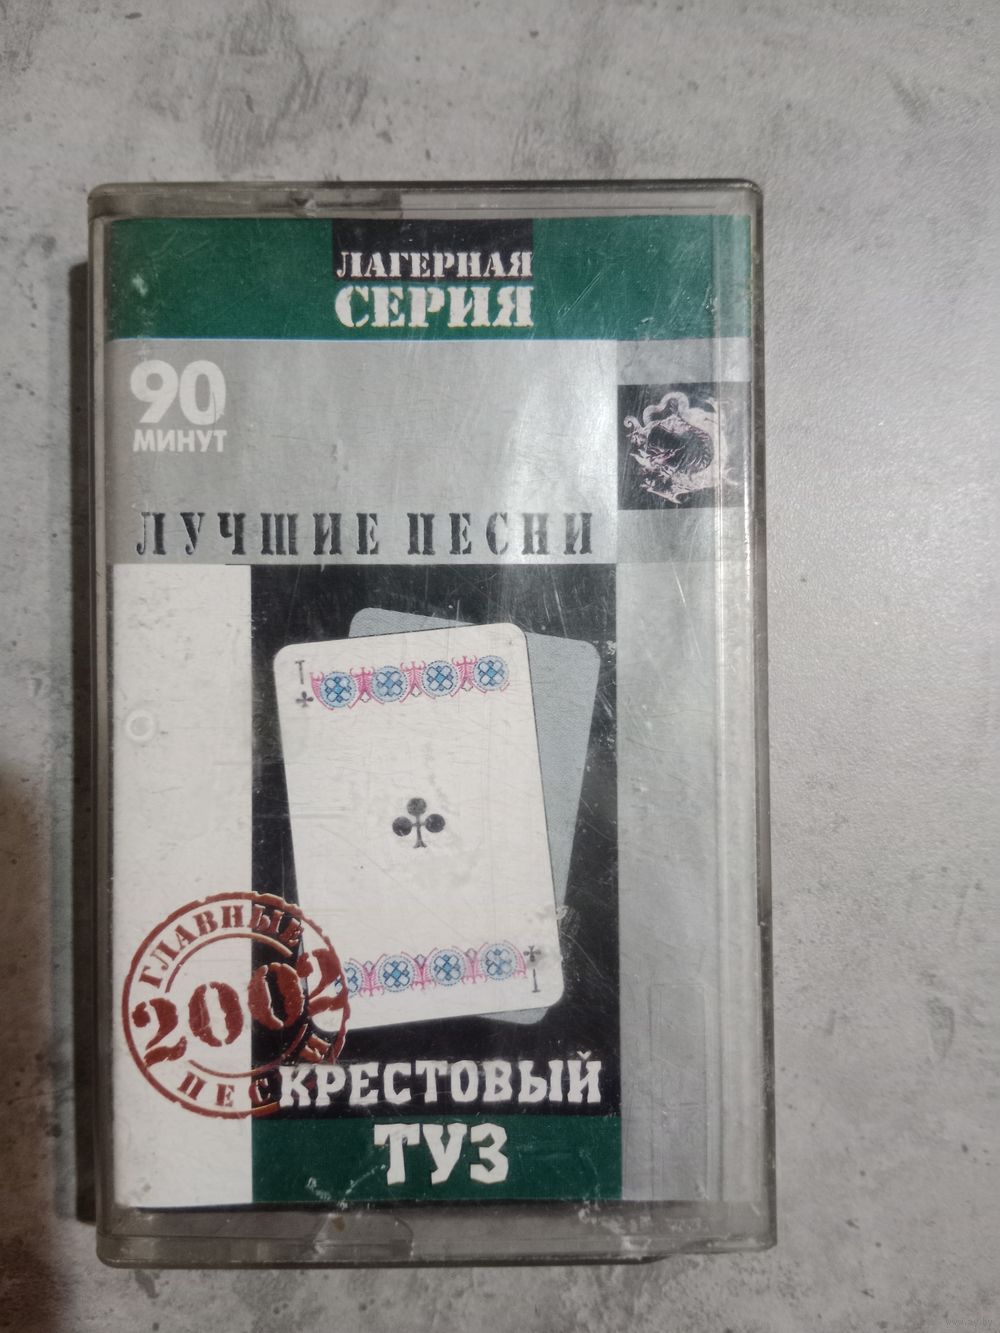 ЛАГЕРНАЯ
СЕРИЯ
90
МИНУТ
ЛУЧШИЕ ПЕСНИ
Т
ГЛАВНЫЕ
2002
ПЕСНИ
Т
КРЕСТОВЫЙ
ТУЗ